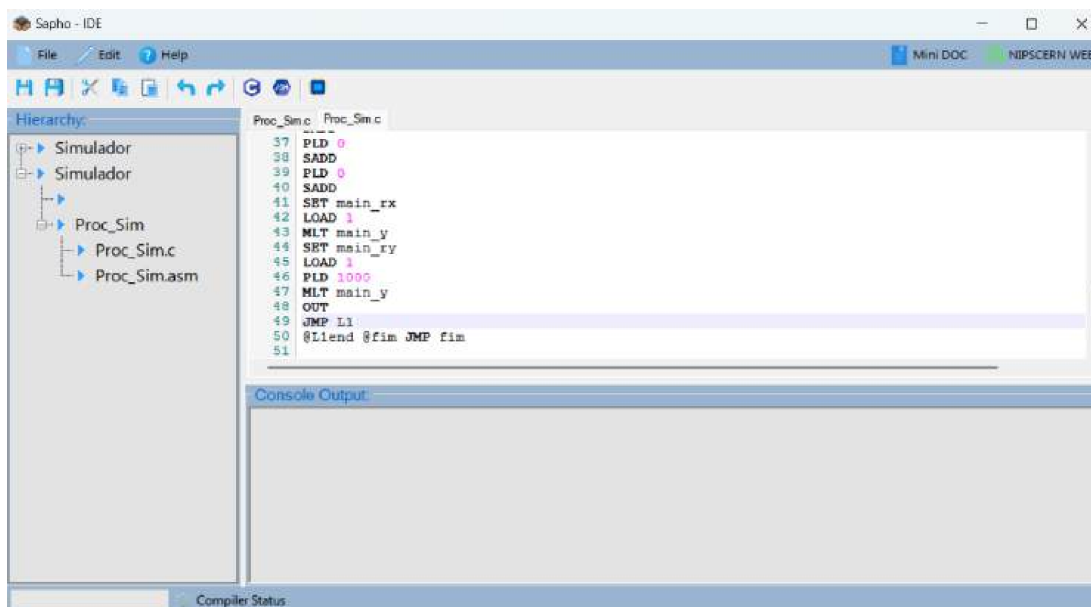 Sapho - IDE
File Edit Help Mini DOC NIPSCERN WEB
Hierarchy:
Simulador
Simulador
Proc_Sim
Proc_Sim.c
Proc_Sim.asm
Proc_Sim.c Proc_Sim.c
37 PLD 0
38 SADD
39 PLD 0
40 SADD
41 SET main_rx
42 LOAD 1
43 MLT main_y
44 SET main_ry
45 LOAD 1
46 PLD 1000
47 MLT main_y
48 OUT
49 JMP L1
50 @L1end @fim JMP fim
51
Console Output:
Compiler Status